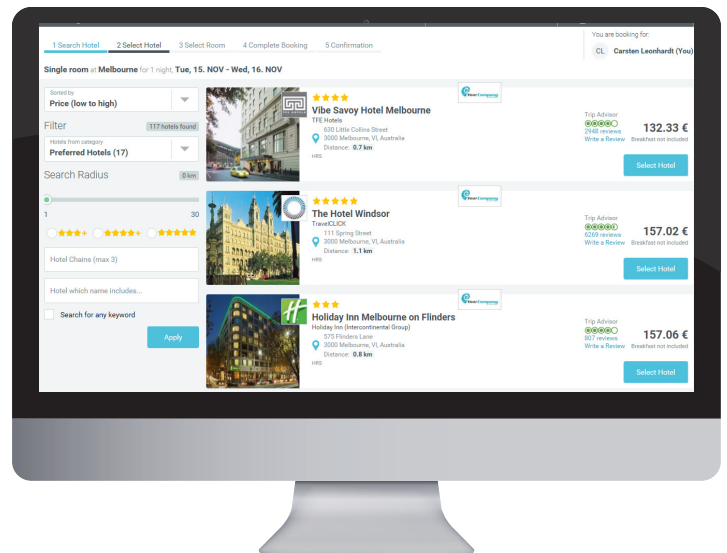 You are booking for:
1 Search Hotel 2 Select Hotel 3 Select Room 4 Complete Booking 5 Confirmation
CL Carsten Leonhardt (You)
Single room at Melbourne for 1 night, Tue, 15. NOV - Wed, 16. NOV
Sorted by
Price (low to high)
Filter 117 hotels found
Hotels from category
Preferred Hotels (17)
Search Radius 0 km
1 30
Hotel Chains (max 3)
Hotel which name includes...
Search for any keyword
Apply
Your Company
Vibe Savoy Hotel Melbourne
TFE Hotels
630 Little Collins Street
3000 Melbourne, VI, Australia
Distance: 0.7 km
HRS
Trip Advisor
2948 reviews
Write a Review
132.33 €
Breakfast not included
Select Hotel
Your Company
The Hotel Windsor
TravelCLICK
111 Spring Street
3000 Melbourne, VI, Australia
Distance: 1.1 km
HRS
Trip Advisor
6269 reviews
Write a Review
157.02 €
Breakfast not included
Select Hotel
Your Company
Holiday Inn Melbourne on Flinders
Holiday Inn (Intercontinental Group)
575 Flinders Lane
3000 Melbourne, VI, Australia
Distance: 0.8 km
HRS
Trip Advisor
807 reviews
Write a Review
157.06 €
Breakfast not included
Select Hotel